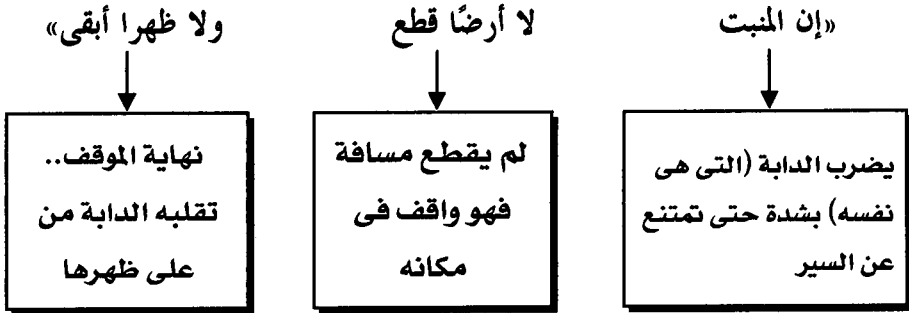 «إن المنبت
لا أرضًا قطع
ولا ظهرا أبقى»
يضرب الدابة (التى هى
نفسه) بشدة حتى تمتنع
عن السير
لم يقطع مسافة
فهو واقف فى
مكانه
نهاية الموقف..
تقلبه الدابة من
على ظهرها